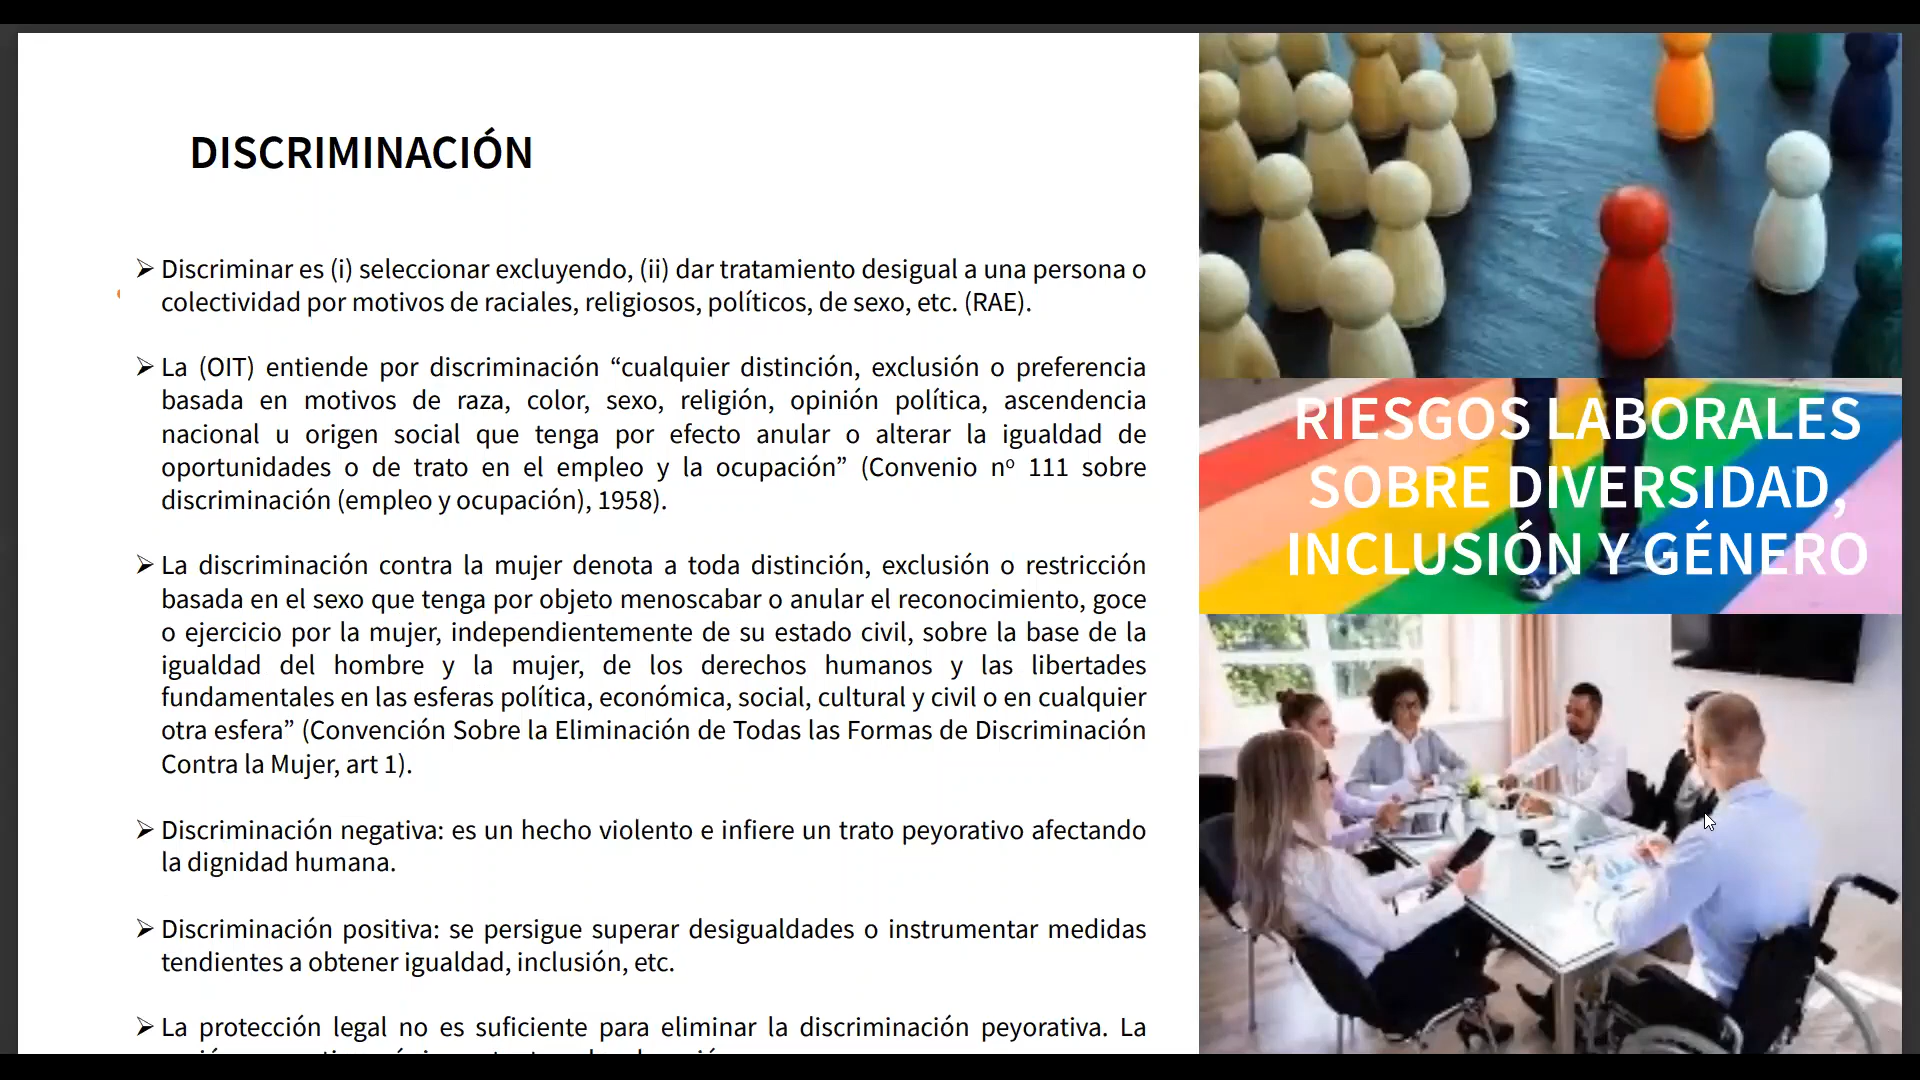 DISCRIMINACIÓN
➢ Discriminar es (i) seleccionar excluyendo, (ii) dar tratamiento desigual a una persona o
colectividad por motivos de raciales, religiosos, políticos, de sexo, etc. (RAE).
➢ La (OIT) entiende por discriminación “cualquier distinción, exclusión o preferencia
basada en motivos de raza, color, sexo, religión, opinión política, ascendencia
nacional u origen social que tenga por efecto anular o alterar la igualdad de
oportunidades o de trato en el empleo y la ocupación” (Convenio nº 111 sobre
discriminación (empleo y ocupación), 1958).
➢ La discriminación contra la mujer denota a toda distinción, exclusión o restricción
basada en el sexo que tenga por objeto menoscabar o anular el reconocimiento, goce
o ejercicio por la mujer, independientemente de su estado civil, sobre la base de la
igualdad del hombre y la mujer, de los derechos humanos y las libertades
fundamentales en las esferas política, económica, social, cultural y civil o en cualquier
otra esfera” (Convención Sobre la Eliminación de Todas las Formas de Discriminación
Contra la Mujer, art 1).
➢ Discriminación negativa: es un hecho violento e infiere un trato peyorativo afectando
la dignidad humana.
➢ Discriminación positiva: se persigue superar desigualdades o instrumentar medidas
tendientes a obtener igualdad, inclusión, etc.
➢ La protección legal no es suficiente para eliminar la discriminación peyorativa. La
RIESGOS LABORALES
SOBRE DIVERSIDAD,
INCLUSIÓN Y GÉNERO